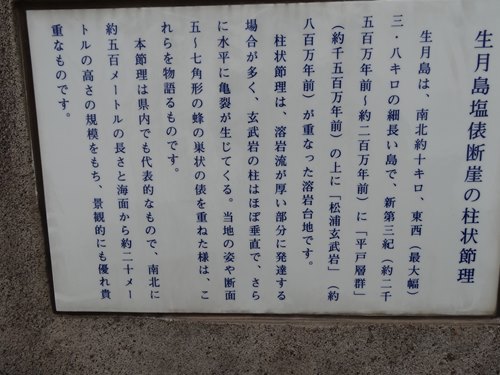 生月島塩俵断崖の柱状節理
生月島は、南北約十キロ、東西（最大幅）
三・八キロの細長い島で、新第三紀（約二千
五百万年前〜約二百万年前）に「平戸層群」
（約千五百万年前）の上に「松浦玄武岩」（約
八百万年前）が重なった溶岩台地です。
柱状節理は、溶岩流が厚い部分に発達する
場合が多く、玄武岩の柱はほぼ垂直で、さら
に水平に亀裂が生じてくる。当地の姿や断面
五〜七角形の蜂の巣状の俵を重ねた様は、こ
れらを物語るものです。
本節理は県内でも代表的なもので、南北に
約五百メートルの長さと海面から約二十メー
トルの高さの規模をもち、景観的にも優れ貴
重なものです。